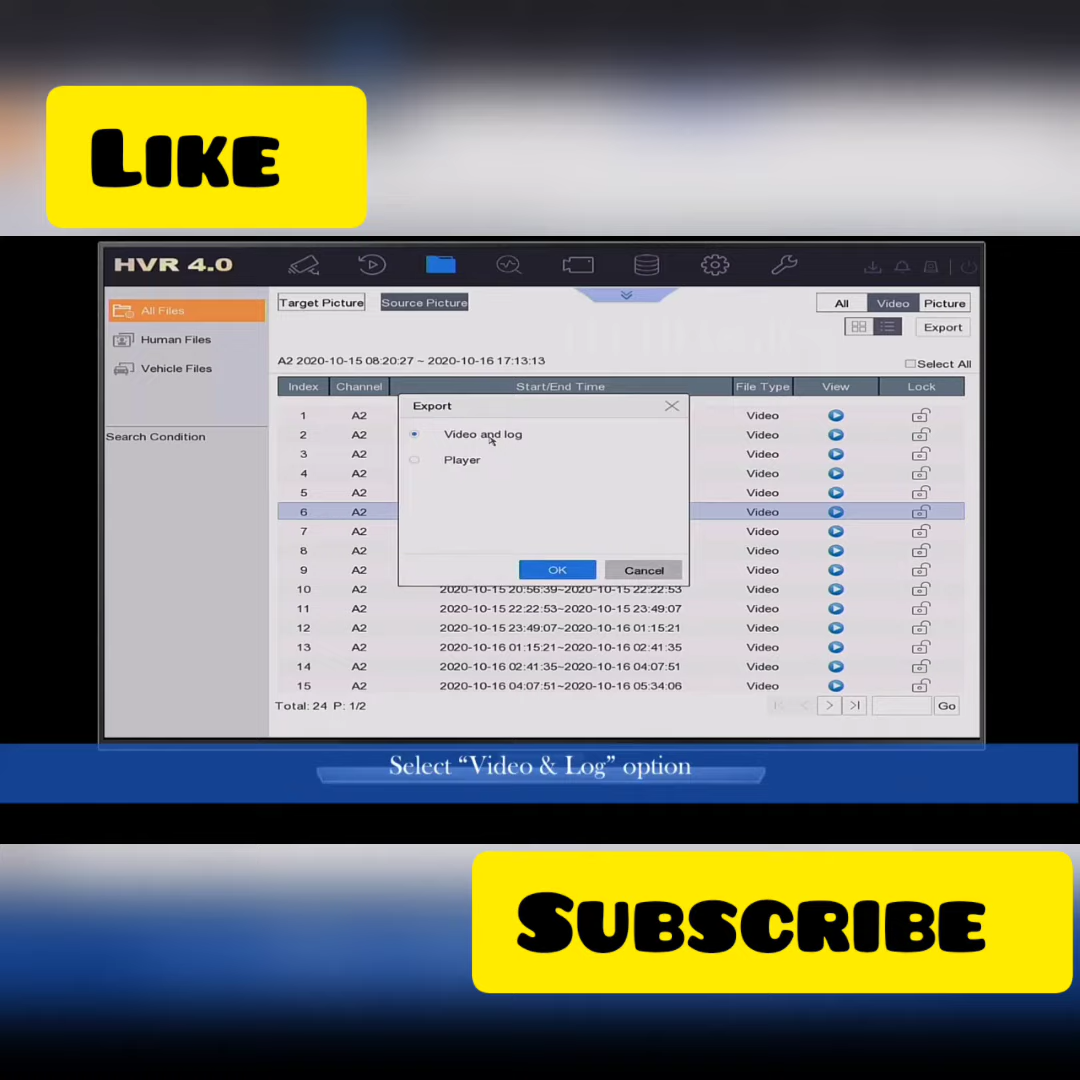 LIKE
HVR 4.0
All Files
Human Files
Vehicle Files
Search Condition
Target Picture Source Picture
All Video Picture
Export
A2 2020-10-15 08:20:27 ~ 2020-10-16 17:13:13
Select All
Index Channel Start/End Time File Type View Lock
1 A2 Video
2 A2 Video
3 A2 Video
4 A2 Video
5 A2 Video
6 A2 Video
7 A2 Video
8 A2 Video
9 A2 Video
10 A2 2020-10-15 20:56:39~2020-10-15 22:22:53 Video
11 A2 2020-10-15 22:22:53~2020-10-15 23:49:07 Video
12 A2 2020-10-15 23:49:07~2020-10-16 01:15:21 Video
13 A2 2020-10-16 01:15:21~2020-10-16 02:41:35 Video
14 A2 2020-10-16 02:41:35~2020-10-16 04:07:51 Video
15 A2 2020-10-16 04:07:51~2020-10-16 05:34:06 Video
Total: 24 P: 1/2
Go
Export
Video and log
Player
OK Cancel
Select “Video & Log” option
SUBSCRIBE